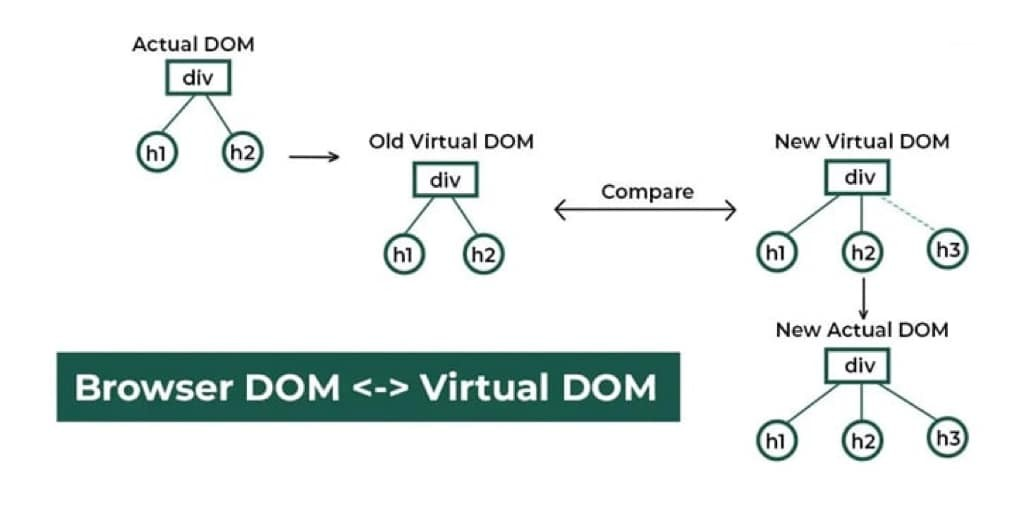 Actual DOM
div
h1
h2
Old Virtual DOM
div
h1
h2
Compare
New Virtual DOM
div
h1
h2
h3
New Actual DOM
div
h1
h2
h3
Browser DOM <-> Virtual DOM